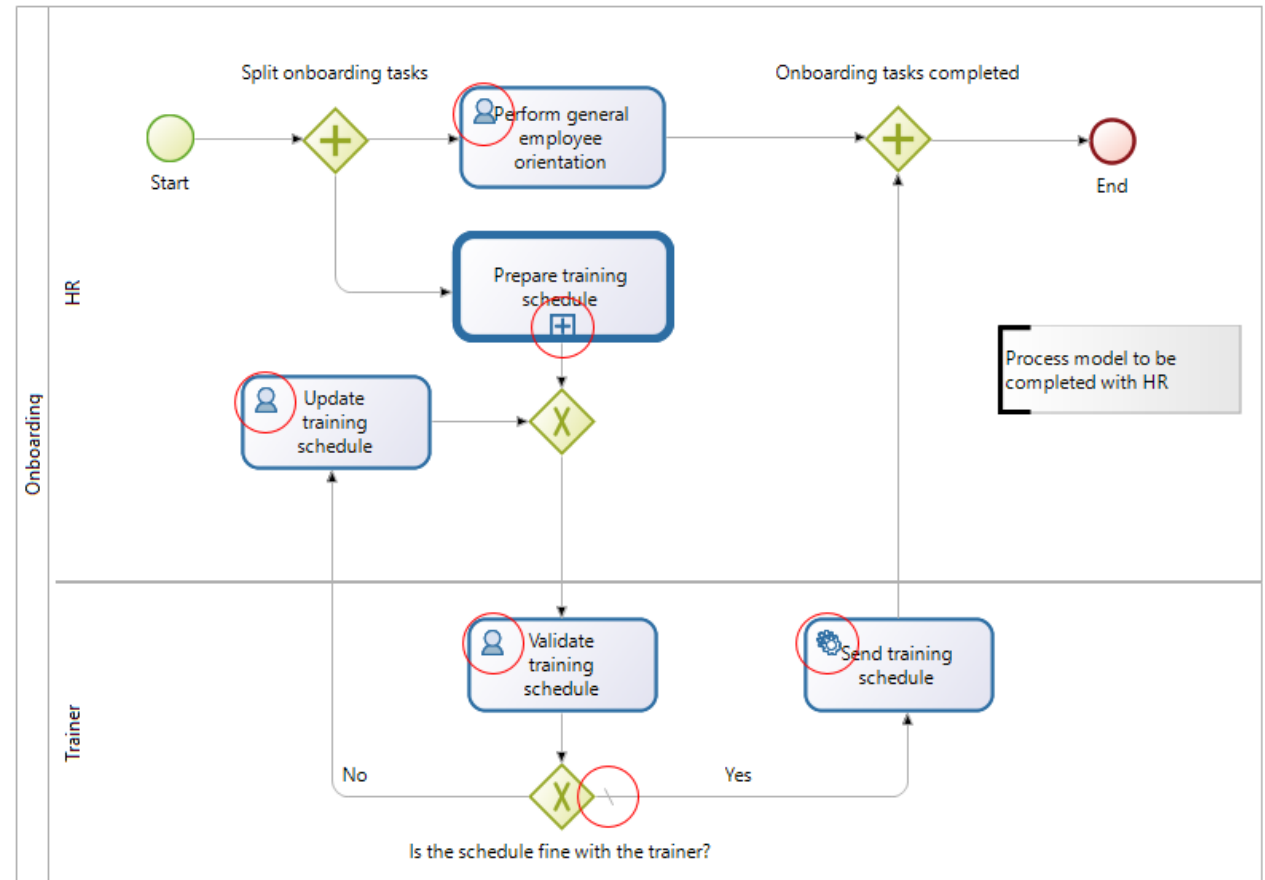 Split onboarding tasks
Onboarding tasks completed
Perform general
employee
orientation
Start
End
Prepare training
schedule
HR
Process model to be
completed with HR
Update
training
schedule
Onboarding
Validate
training
schedule
Send training
schedule
Trainer
No
Yes
Is the schedule fine with the trainer?